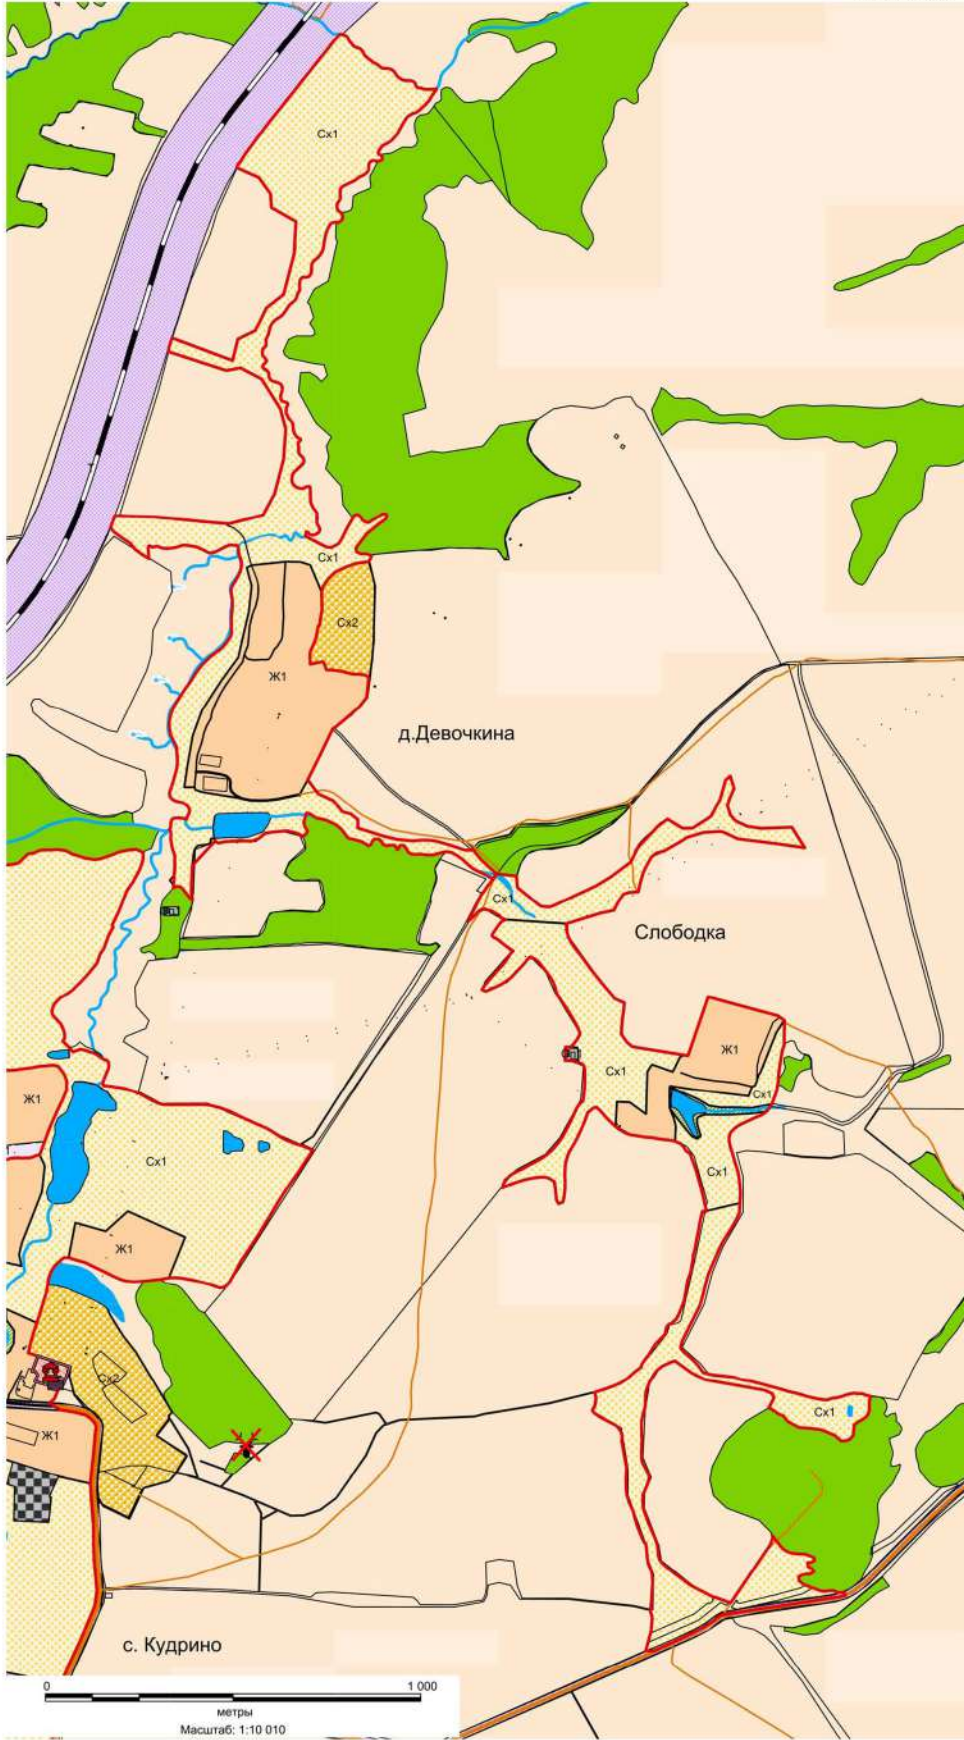 Сх1
Сх1
Сх2
Ж1
д.Девочкина
Сх1
Слободка
Ж1
Сх1
Сх1
Ж1
Сх1
Сх1
Ж1
Сх2
Сх1
Ж1
с. Кудрино
0 1 000
метры
Масштаб: 1:10 010